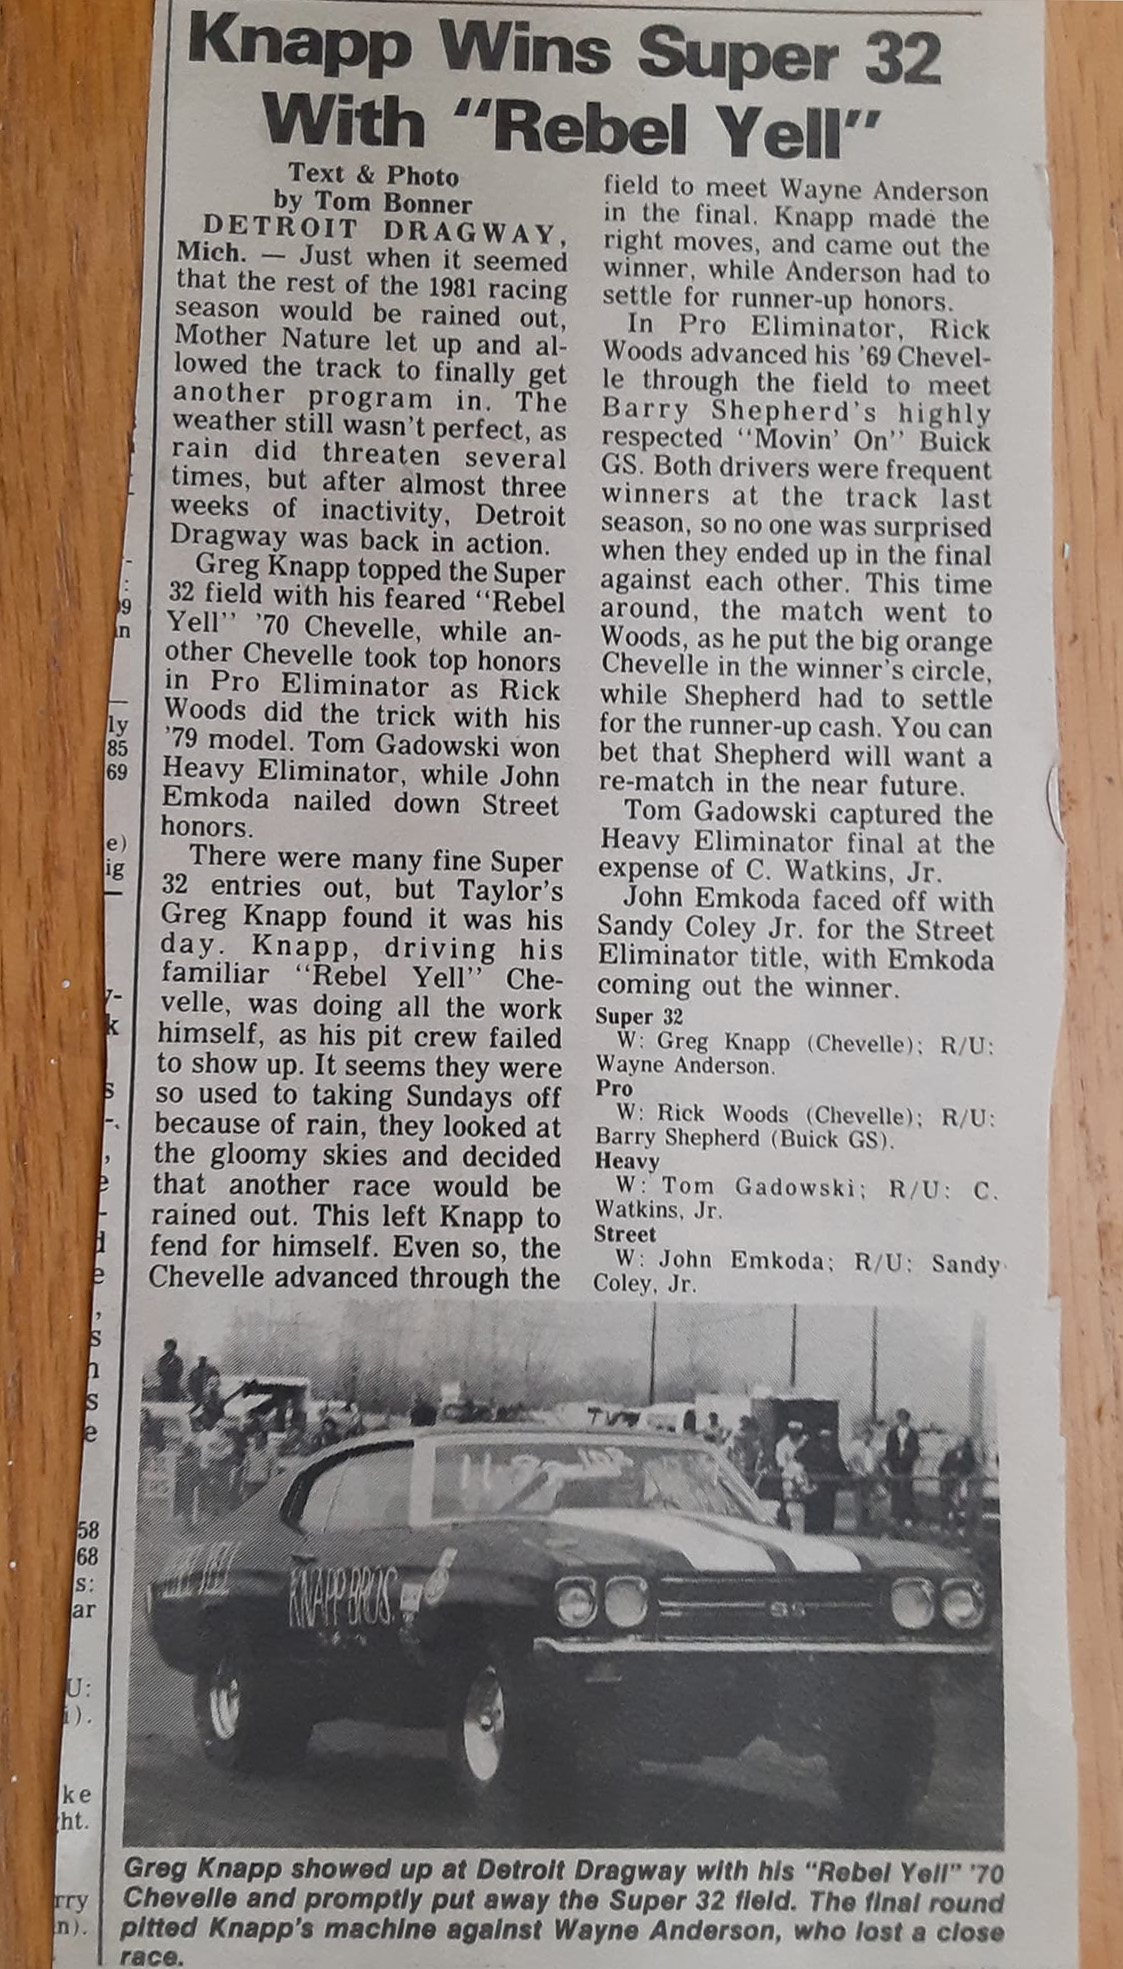 Knapp Wins Super 32
With "Rebel Yell"
Text & Photo
by Tom Bonner
DETROIT DRAGWAY,
Mich. — Just when it seemed
that the rest of the 1981 racing
season would be rained out,
Mother Nature let up and al-
lowed the track to finally get
another program in. The
weather still wasn't perfect, as
rain did threaten several
times, but after almost three
weeks of inactivity, Detroit
Dragway was back in action.
Greg Knapp topped the Super
32 field with his feared "Rebel
Yell" '70 Chevelle, while an-
other Chevelle took top honors
in Pro Eliminator as Rick
Woods did the trick with his
'79 model. Tom Gadowski won
Heavy Eliminator, while John
Emkoda nailed down Street
honors.
There were many fine Super
32 entries out, but Taylor's
Greg Knapp found it was his
day. Knapp, driving his
familiar "Rebel Yell" Che-
velle, was doing all the work
himself, as his pit crew failed
to show up. It seems they were
so used to taking Sundays off
because of rain, they looked at
the gloomy skies and decided
that another race would be
rained out. This left Knapp to
fend for himself. Even so, the
Chevelle advanced through the
field to meet Wayne Anderson
in the final. Knapp made the
right moves, and came out the
winner, while Anderson had to
settle for runner-up honors.
In Pro Eliminator, Rick
Woods advanced his '69 Chevel-
le through the field to meet
Barry Shepherd's highly
respected "Movin' On" Buick
GS. Both drivers were frequent
winners at the track last
season, so no one was surprised
when they ended up in the final
against each other. This time
around, the match went to
Woods, as he put the big orange
Chevelle in the winner's circle,
while Shepherd had to settle
for the runner-up cash. You can
bet that Shepherd will want a
re-match in the near future.
Tom Gadowski captured the
Heavy Eliminator final at the
expense of C. Watkins, Jr.
John Emkoda faced off with
Sandy Coley Jr. for the Street
Eliminator title, with Emkoda
coming out the winner.
Super 32
W: Greg Knapp (Chevelle); R/U:
Wayne Anderson.
Pro
W: Rick Woods (Chevelle); R/U:
Barry Shepherd (Buick GS).
Heavy
W: Tom Gadowski; R/U: C.
Watkins, Jr.
Street
W: John Emkoda; R/U: Sandy
Coley, Jr.
KNAPP BROS.
SS
Greg Knapp showed up at Detroit Dragway with his "Rebel Yell" '70
Chevelle and promptly put away the Super 32 field. The final round
pitted Knapp's machine against Wayne Anderson, who lost a close
race.